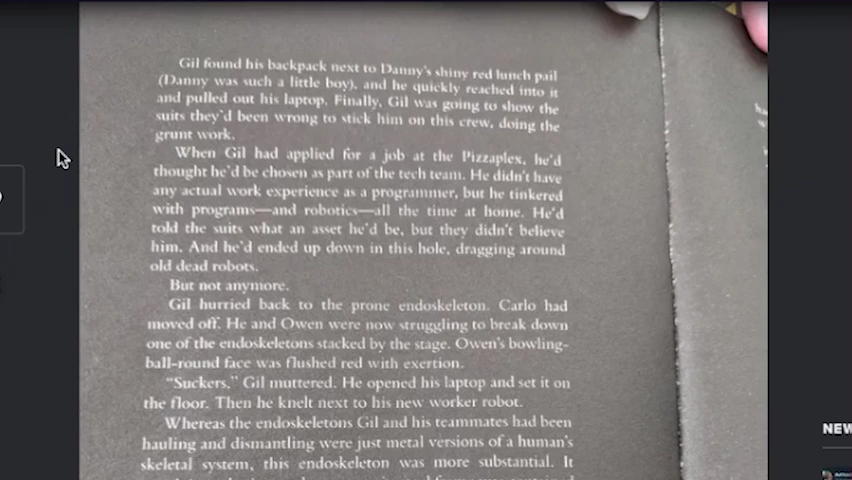 Gil found his backpack next to Danny's shiny red lunch pail
(Danny was such a little boy), and he quickly reached into it
and pulled out his laptop. Finally, Gil was going to show the
suits they'd been wrong to stick him on this crew, doing the
grunt work.
When Gil had applied for a job at the Pizzaplex, he'd
thought he'd be chosen as part of the tech team. He didn't have
any actual work experience as a programmer, but he tinkered
with programs—and robotics—all the time at home. He'd
told the suits what an asset he'd be, but they didn't believe
him. And he'd ended up down in this hole, dragging around
old dead robots.
But not anymore.
Gil hurried back to the prone endoskeleton. Carlo had
moved off. He and Owen were now struggling to break down
one of the endoskeletons stacked by the stage. Owen's bowling-
ball-round face was flushed red with exertion.
"Suckers," Gil muttered. He opened his laptop and set it on
the floor. Then he knelt next to his new worker robot.
Whereas the endoskeletons Gil and his teammates had been
hauling and dismantling were just metal versions of a human's
skeletal system, this endoskeleton was more substantial. It
NEW